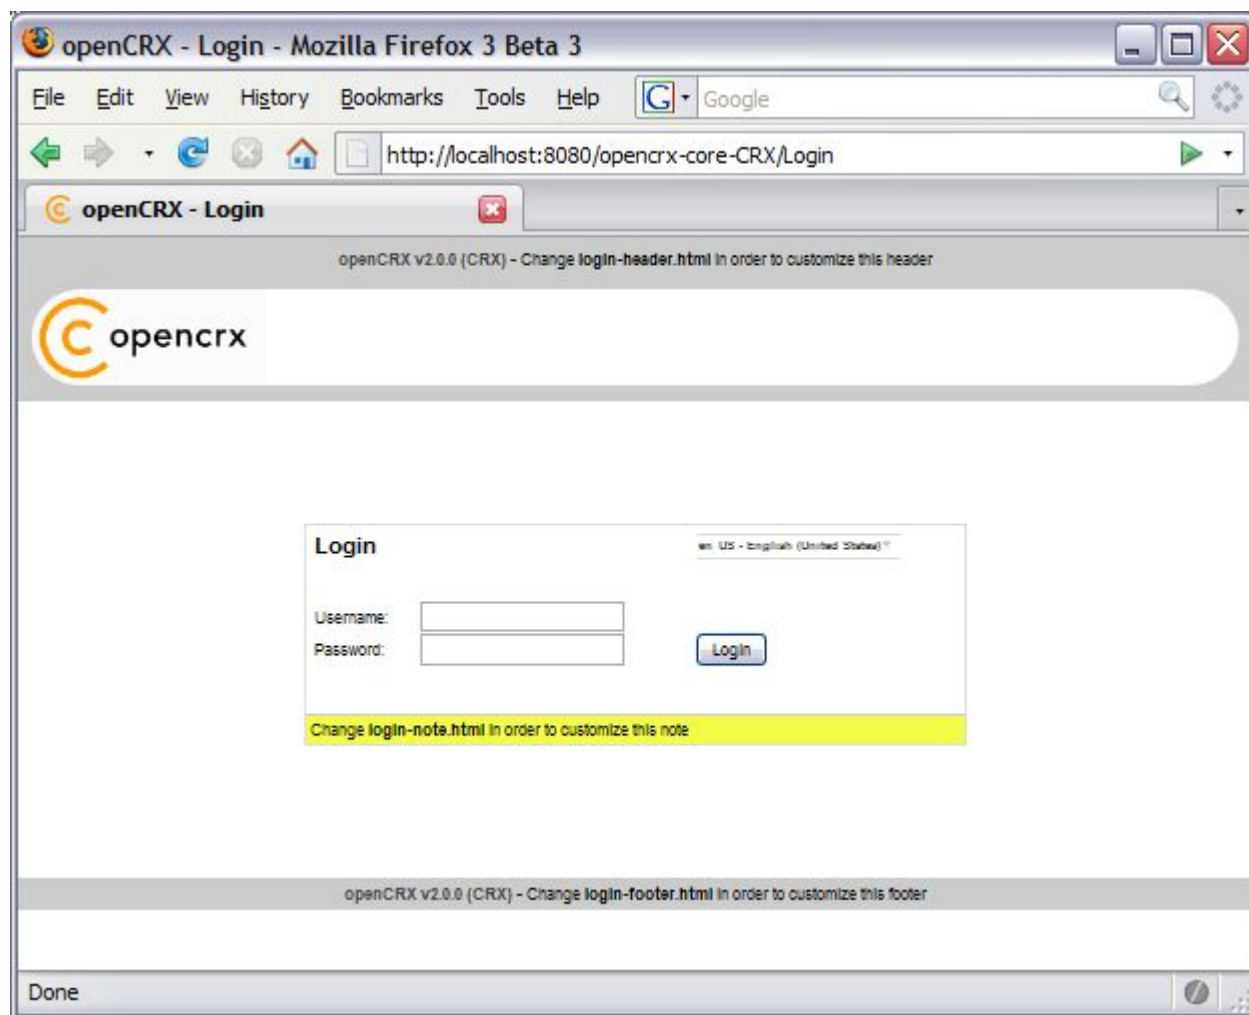 openCRX - Login - Mozilla Firefox 3 Beta 3
File Edit View History Bookmarks Tools Help G Google
http://localhost:8080/opencrx-core-CRX/Login
openCRX - Login
openCRX v2.0.0 (CRX) - Change login-header.html in order to customize this header
opencrx
Login en_US - English (United States)
Username:
Password: Login
Change login-note.html in order to customize this note
openCRX v2.0.0 (CRX) - Change login-footer.html in order to customize this footer
Done